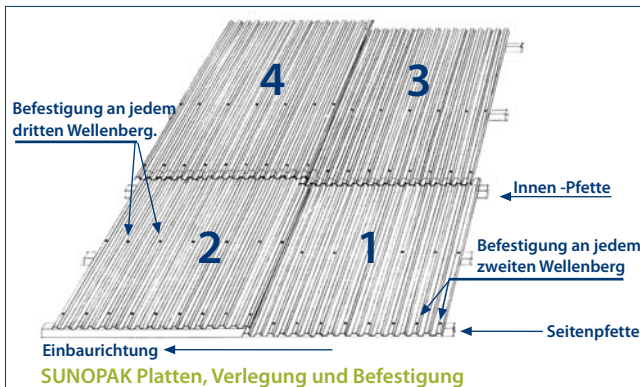 4
3
Befestigung an jedem
dritten Wellenberg.
Innen -Pfette
2
1
Befestigung an jedem
zweiten Wellenberg
Seitenpfette
Einbaurichtung
SUNOPAK Platten, Verlegung und Befestigung